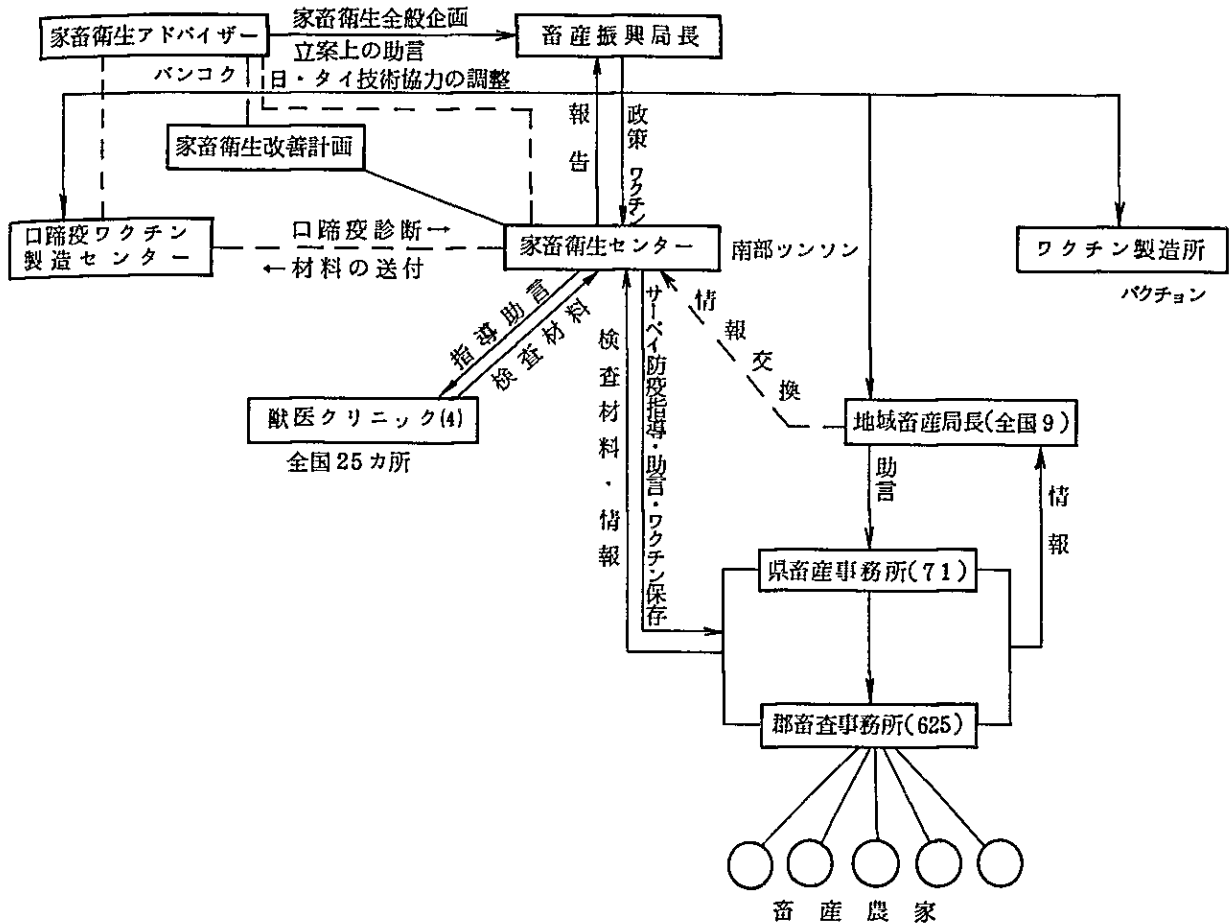 家畜衛生アドバイザー
家畜衛生全般企画
立案上の助言
畜産振興局長
バンコク
日・タイ技術協力の調整
家畜衛生改善計画
報告
政策 ワクチン
口蹄疫ワクチン
製造センター
口蹄疫診断→
←材料の送付
家畜衛生センター
南部ツンソン
ワクチン製造所
パクチョン
指導助言
検査材料
獣医クリニック(4)
全国25カ所
検査材料・情報
サーベイ防疫指導・助言・ワクチン保存
情報交換
地域畜産局長(全国9)
助言
情報
県畜産事務所(71)
郡畜査事務所(625)
畜産農家